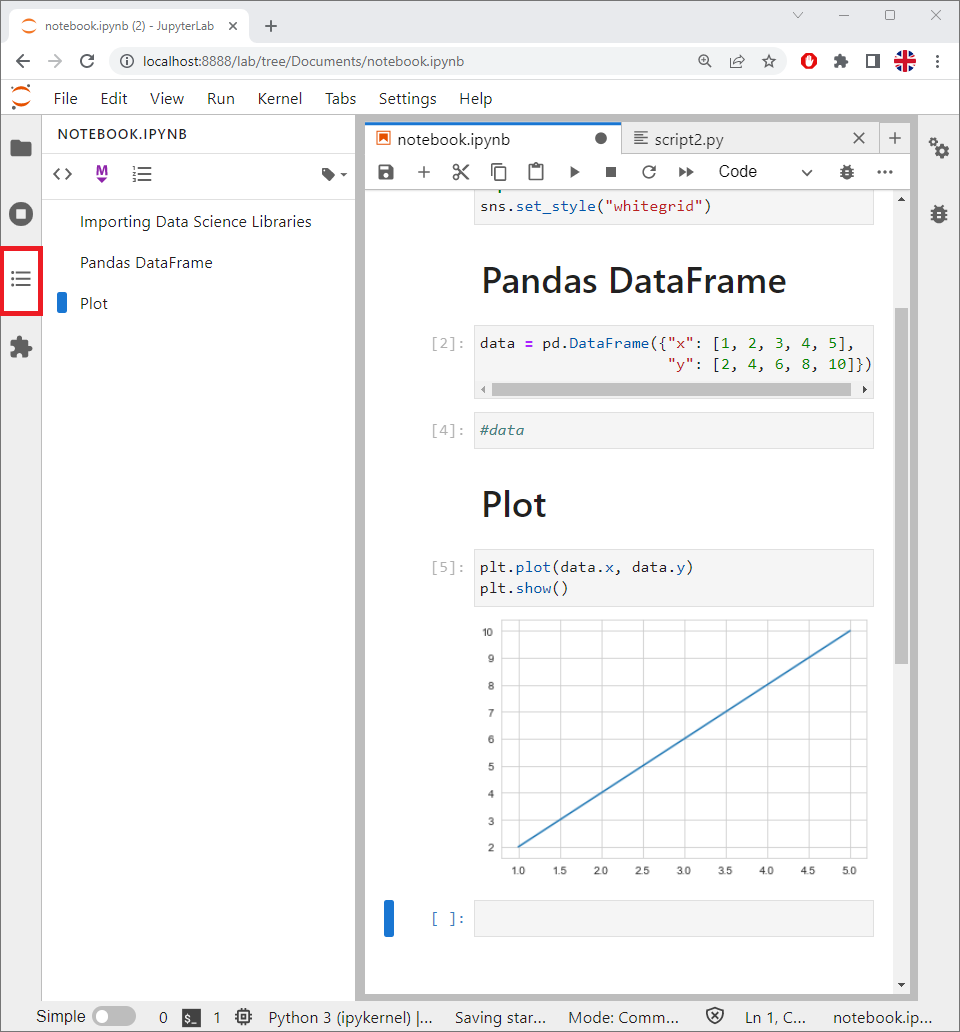 notebook.ipynb (2) - JupyterLab
localhost:8888/lab/tree/Documents/notebook.ipynb
File Edit View Run Kernel Tabs Settings Help
NOTEBOOK.IPYNB
M
Importing Data Science Libraries
Pandas DataFrame
Plot
notebook.ipynb
script2.py
Code
sns.set_style("whitegrid")
Pandas DataFrame
[2]: data = pd.DataFrame({"x": [1, 2, 3, 4, 5],
"y": [2, 4, 6, 8, 10]})
[4]: #data
Plot
[5]: plt.plot(data.x, data.y)
plt.show()
10
9
8
7
6
5
4
3
2
1.0 1.5 2.0 2.5 3.0 3.5 4.0 4.5 5.0
[ ]:
Simple 0 $_ 1 Python 3 (ipykernel) |... Saving star... Mode: Comm... Ln 1, C... notebook.ip...